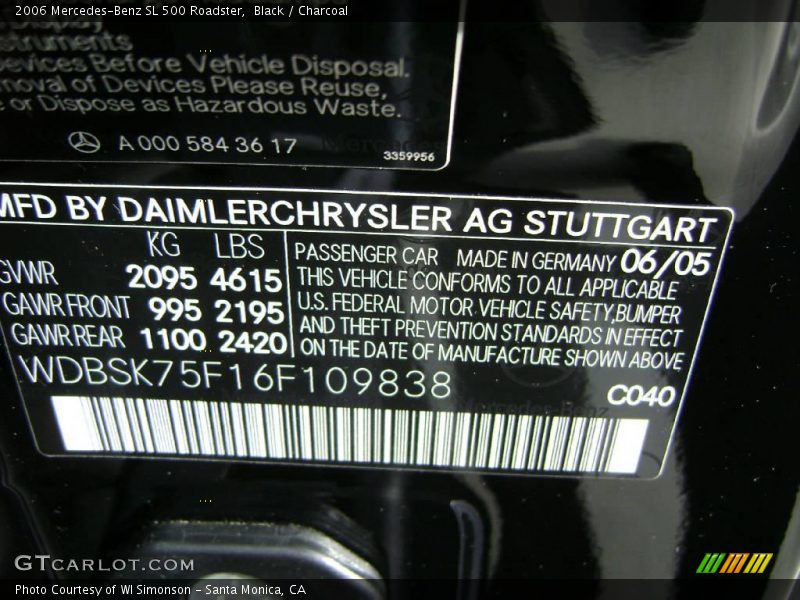 2006 Mercedes-Benz SL 500 Roadster, Black / Charcoal
Devices Before Vehicle Disposal.
moval of Devices Please Reuse,
or Dispose as Hazardous Waste.
A 000 584 36 17
3359956
MFD BY DAIMLERCHRYSLER AG STUTTGART
KG LBS
GVWR 2095 4615
GAWR FRONT 995 2195
GAWR REAR 1100 2420
PASSENGER CAR MADE IN GERMANY 06/05
THIS VEHICLE CONFORMS TO ALL APPLICABLE
U.S. FEDERAL MOTOR VEHICLE SAFETY, BUMPER
AND THEFT PREVENTION STANDARDS IN EFFECT
ON THE DATE OF MANUFACTURE SHOWN ABOVE
WDBSK75F16F109838
C040
GTCARLOT.COM
Photo Courtesy of WI Simonson - Santa Monica, CA